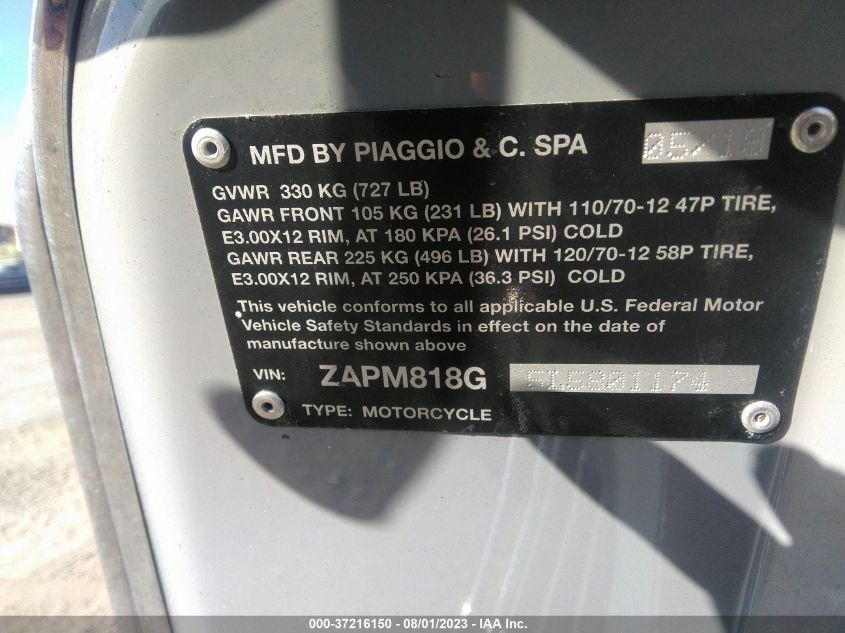 MFD BY PIAGGIO & C. SPA 05/19
GVWR 330 KG (727 LB)
GAWR FRONT 105 KG (231 LB) WITH 110/70-12 47P TIRE,
E3.00X12 RIM, AT 180 KPA (26.1 PSI) COLD
GAWR REAR 225 KG (496 LB) WITH 120/70-12 58P TIRE,
E3.00X12 RIM, AT 250 KPA (36.3 PSI) COLD
This vehicle conforms to all applicable U.S. Federal Motor
Vehicle Safety Standards in effect on the date of
manufacture shown above
VIN: ZAPM818G 5L5801174
TYPE: MOTORCYCLE
000-37216150 - 08/01/2023 - IAA Inc.